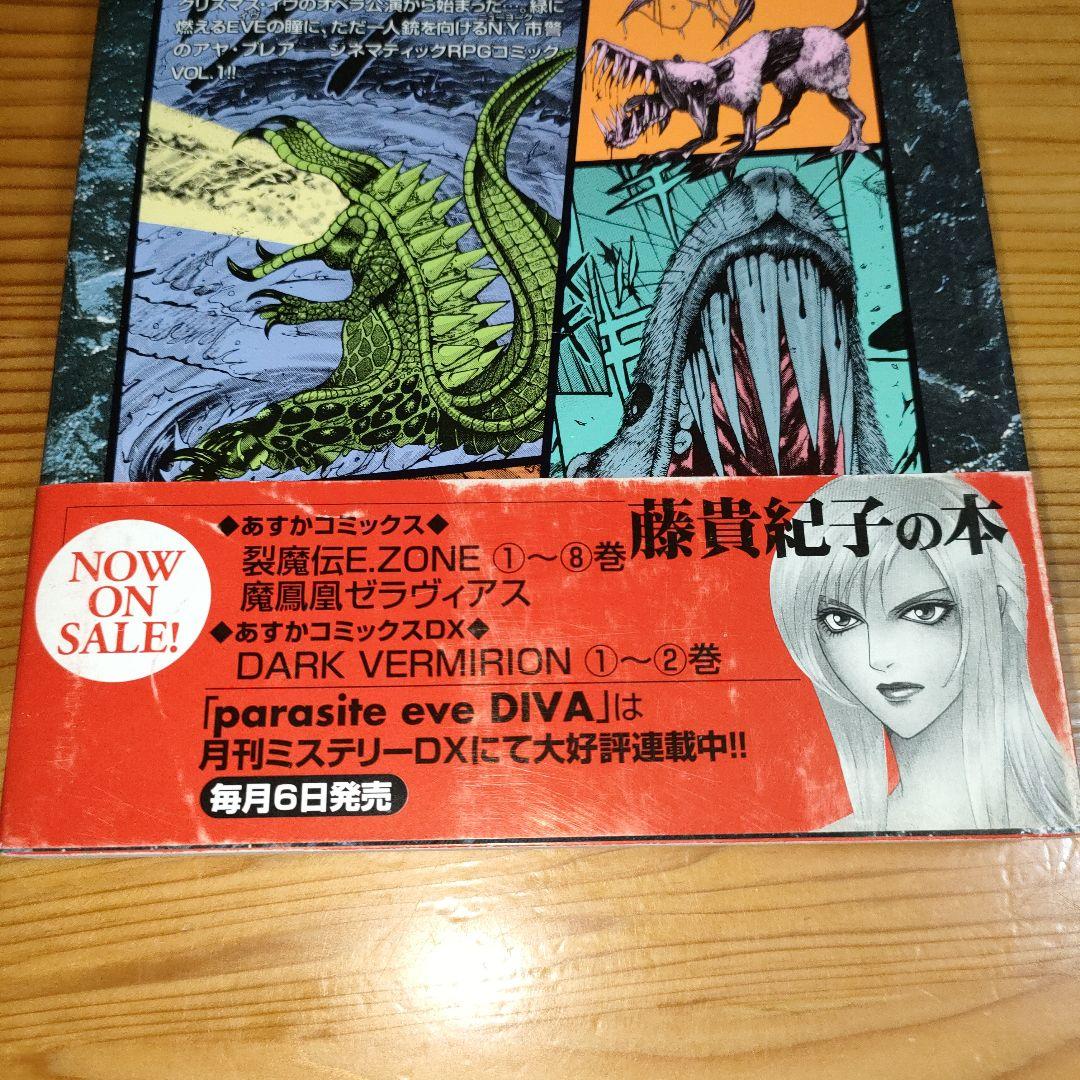 クリスマス・イヴのオペラ公演から始まった…。緑に
燃えるEVEの瞳に、ただ一人銃を向けるN.Y.市警
ニューヨーク
のアヤ・ブレア──シネマティックRPGコミック
VOL.1!!
NOW
ON
SALE!
藤貴紀子の本
◆あすかコミックス◆
裂魔伝E.ZONE ①〜⑧巻
魔鳳凰ゼラヴィアス
◆あすかコミックスDX◆
DARK VERMIRION ①〜②巻
「parasite eve DIVA」は
月刊ミステリーDXにて大好評連載中!!
毎月6日発売